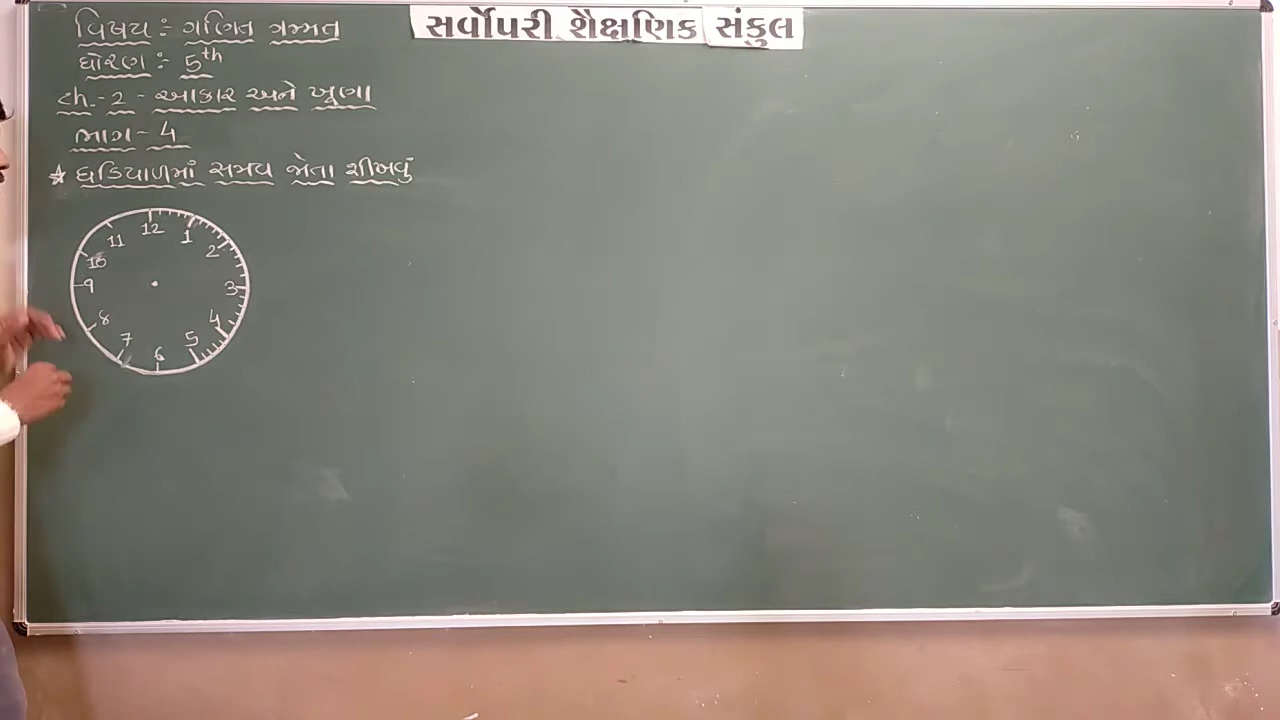 સર્વોપરી શૈક્ષણિક સંકુલ
વિષય : ગણિત ગમ્મત
ધોરણ : 5th
ch.-2 - આકાર અને ખૂણા
ભાગ - 4
☆ ઘડિયાળમાં સમય જોતા શીખવું
12
11 1
10 2
9 3
8 4
7 5
6